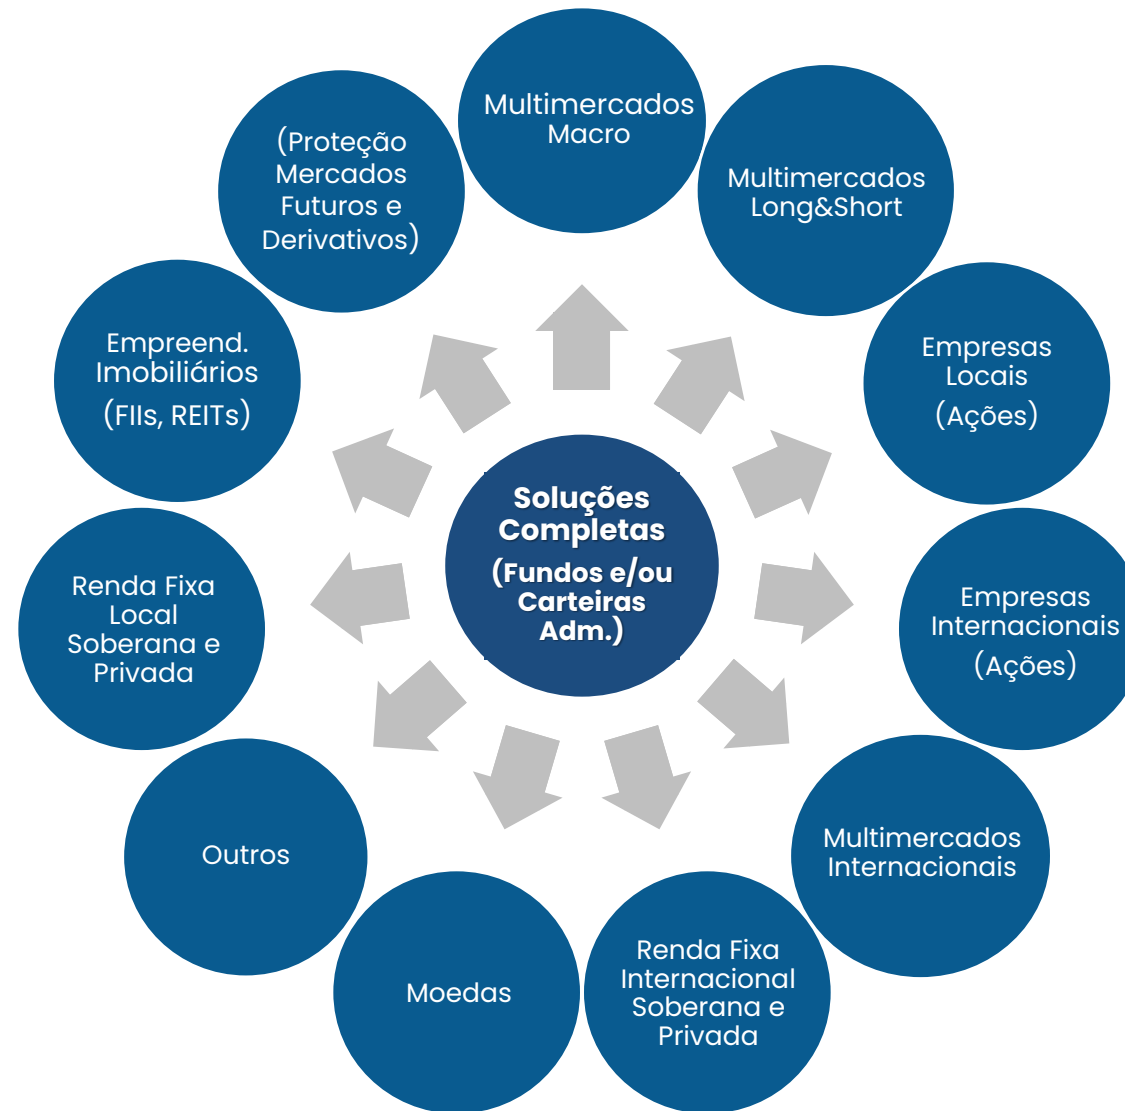 Multimercados
Macro
Multimercados
Long&Short
Empresas
Locais
(Ações)
Empresas
Internacionais
(Ações)
Multimercados
Internacionais
Renda Fixa
Internacional
Soberana e
Privada
Moedas
Outros
Renda Fixa
Local
Soberana e
Privada
Empreend.
Imobiliários
(FIIs, REITs)
(Proteção
Mercados
Futuros e
Derivativos)
Soluções
Completas
(Fundos e/ou
Carteiras
Adm.)